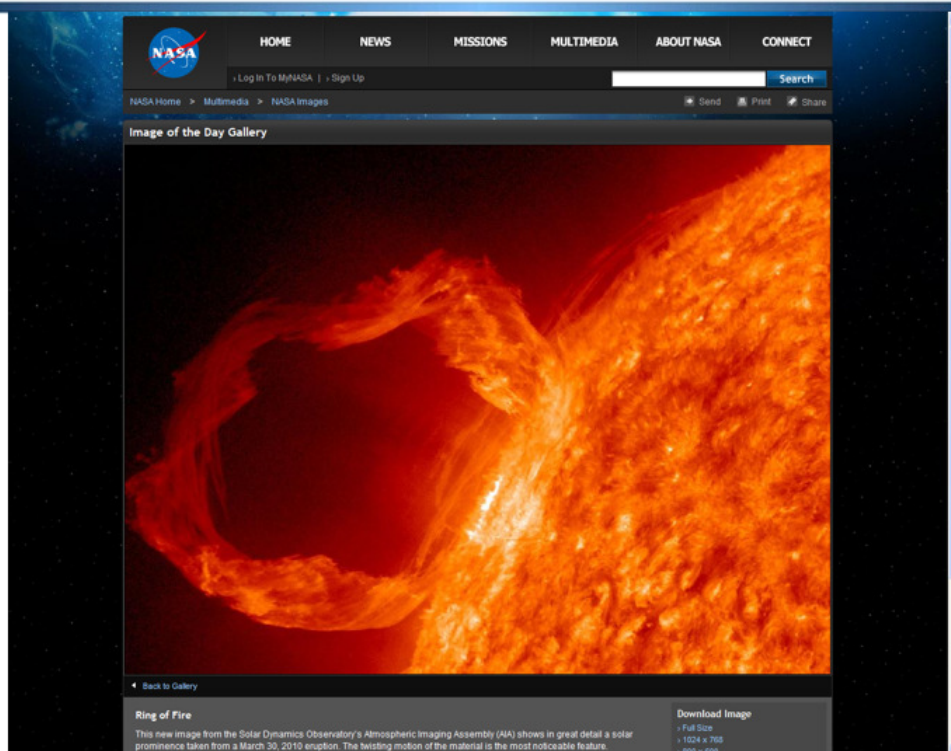 NASA
HOME NEWS MISSIONS MULTIMEDIA ABOUT NASA CONNECT
› Log In To MyNASA | › Sign Up Search
NASA Home > Multimedia > NASA Images Send Print Share
Image of the Day Gallery
Back to Gallery
Ring of Fire
This new image from the Solar Dynamics Observatory's Atmospheric Imaging Assembly (AIA) shows in great detail a solar
prominence taken from a March 30, 2010 eruption. The twisting motion of the material is the most noticeable feature.
Download Image
› Full Size
› 1024 x 768